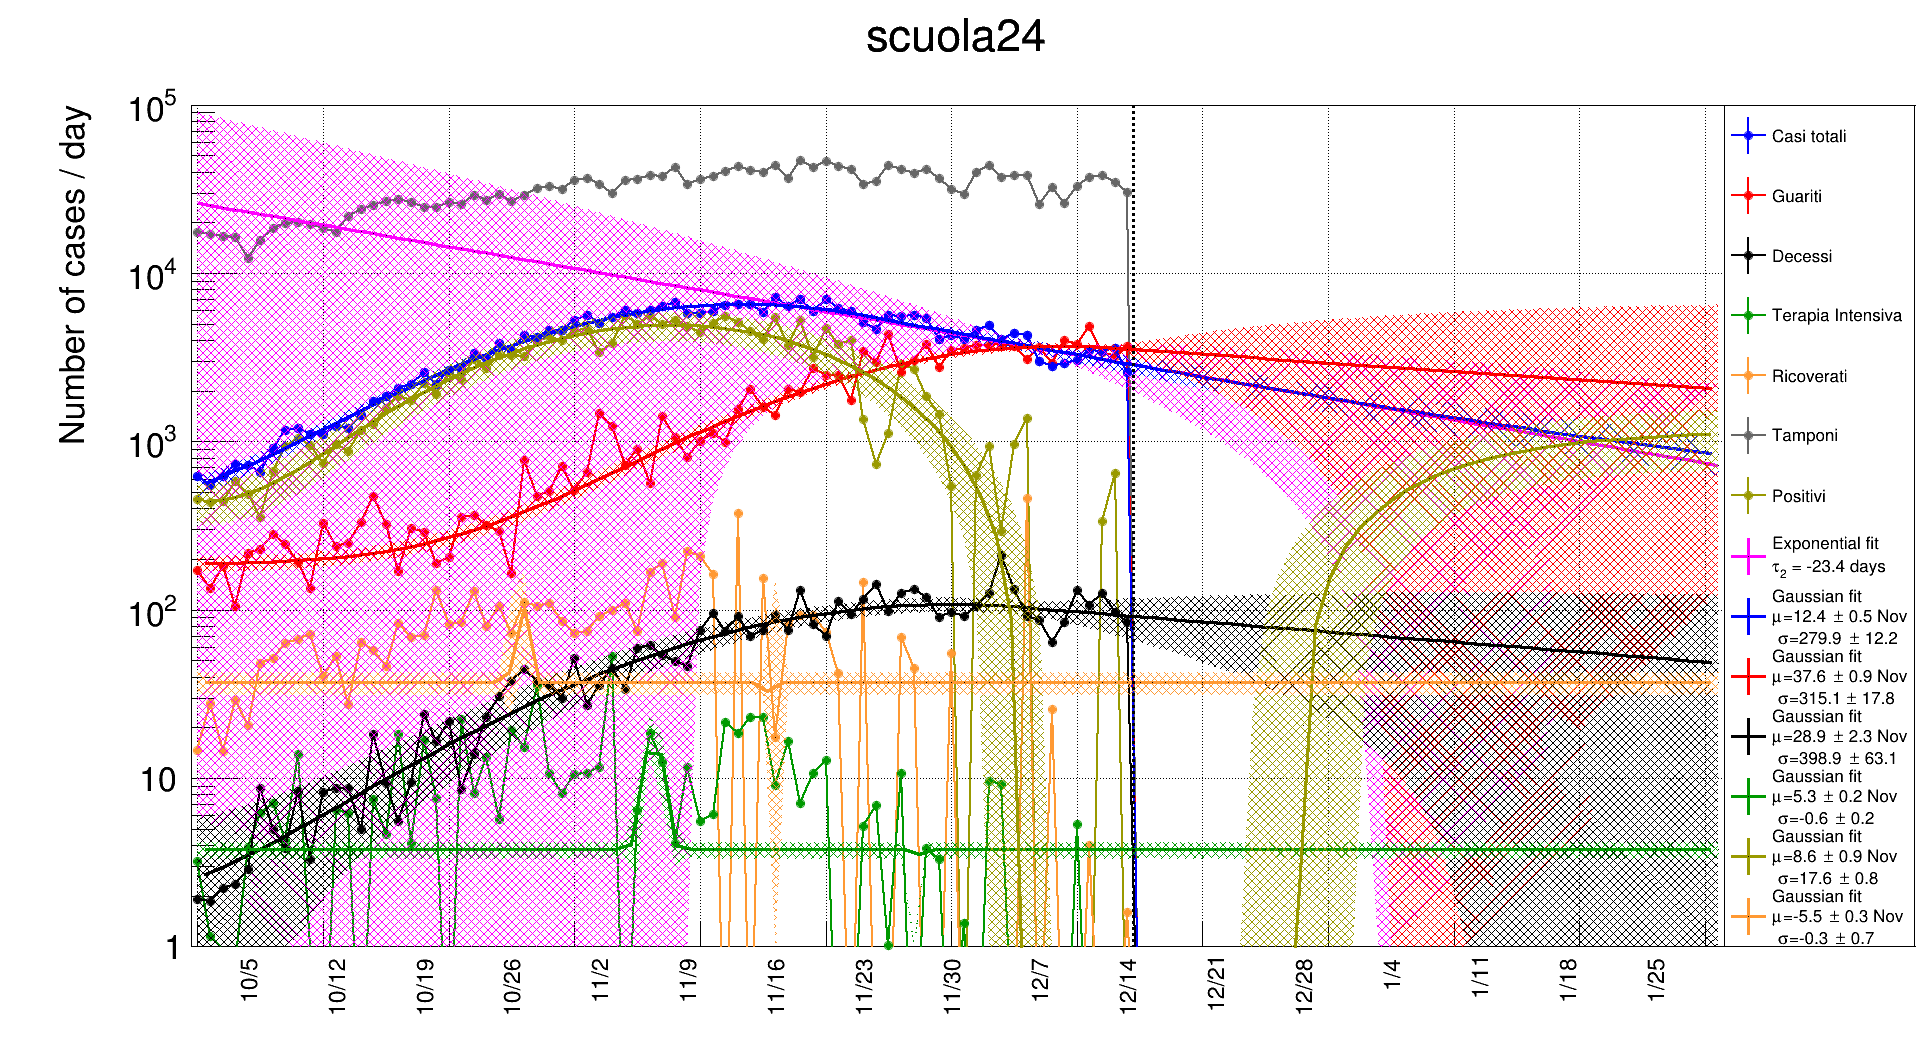 scuola24
Number of cases / day
10^5
10^4
10^3
10^2
10
1
10/5
10/12
10/19
10/26
11/2
11/9
11/16
11/23
11/30
12/7
12/14
12/21
12/28
1/4
1/11
1/18
1/25
Casi totali
Guariti
Decessi
Terapia Intensiva
Ricoverati
Tamponi
Positivi
Exponential fit
τ₂ = -23.4 days
Gaussian fit
μ=12.4 ± 0.5 Nov
σ=279.9 ± 12.2
Gaussian fit
μ=37.6 ± 0.9 Nov
σ=315.1 ± 17.8
Gaussian fit
μ=28.9 ± 2.3 Nov
σ=398.9 ± 63.1
Gaussian fit
μ=5.3 ± 0.2 Nov
σ=-0.6 ± 0.2
Gaussian fit
μ=8.6 ± 0.9 Nov
σ=17.6 ± 0.8
Gaussian fit
μ=-5.5 ± 0.3 Nov
σ=-0.3 ± 0.7